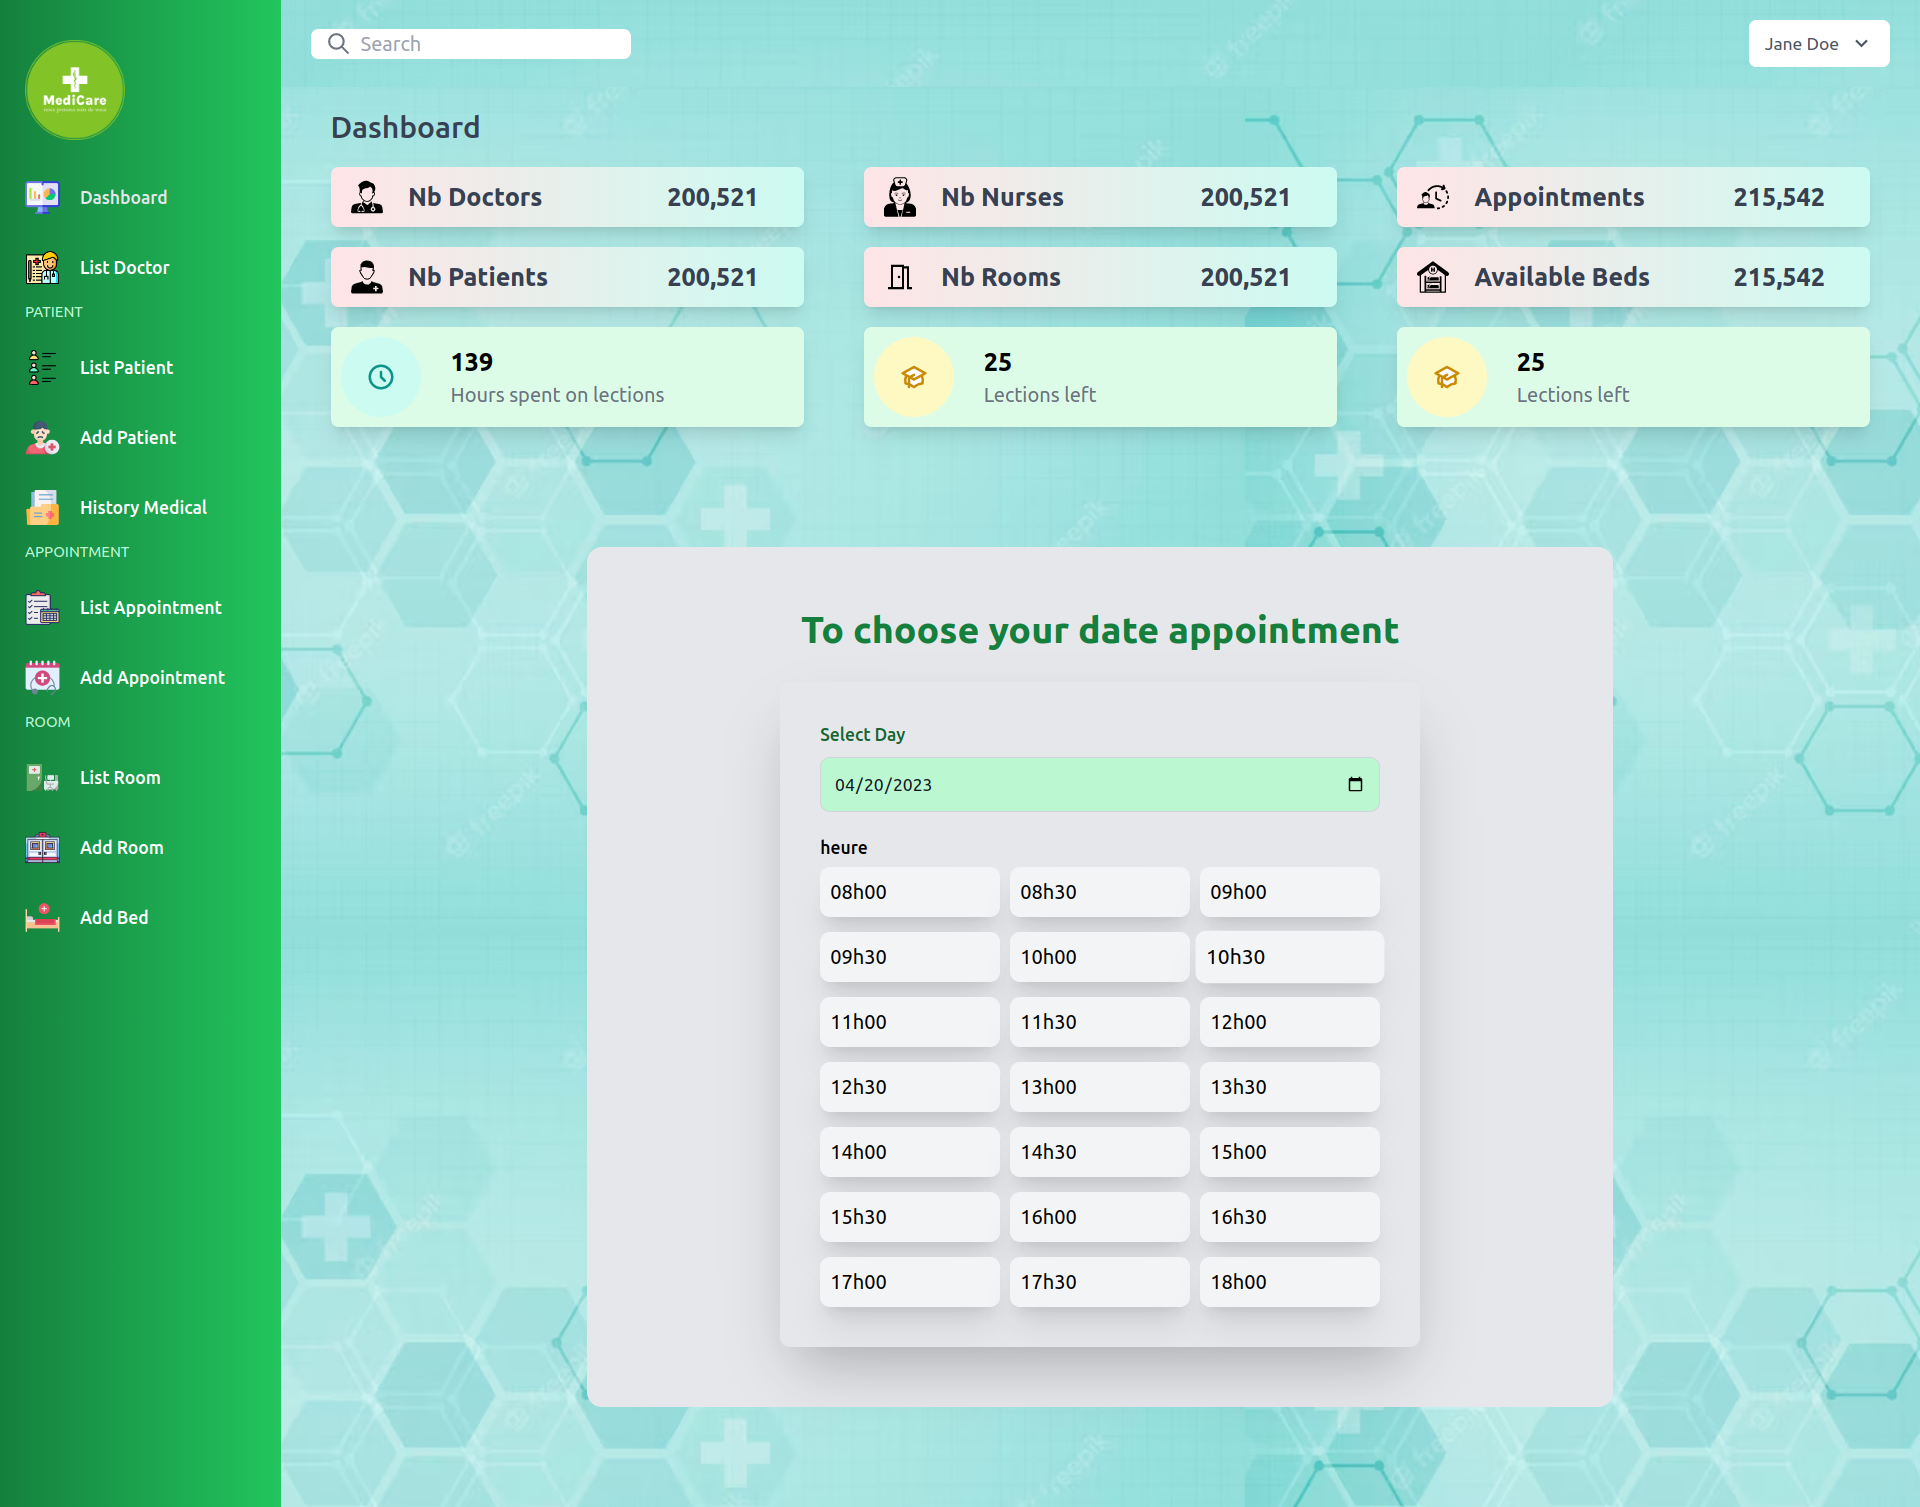 MediCare
Dashboard
List Doctor
PATIENT
List Patient
Add Patient
History Medical
APPOINTMENT
List Appointment
Add Appointment
ROOM
List Room
Add Room
Add Bed
Search
Jane Doe
Dashboard
Nb Doctors 200,521
Nb Nurses 200,521
Appointments 215,542
Nb Patients 200,521
Nb Rooms 200,521
Available Beds 215,542
139
Hours spent on lections
25
Lections left
25
Lections left
To choose your date appointment
Select Day
04/20/2023
heure
08h00 08h30 09h00
09h30 10h00 10h30
11h00 11h30 12h00
12h30 13h00 13h30
14h00 14h30 15h00
15h30 16h00 16h30
17h00 17h30 18h00
freepik